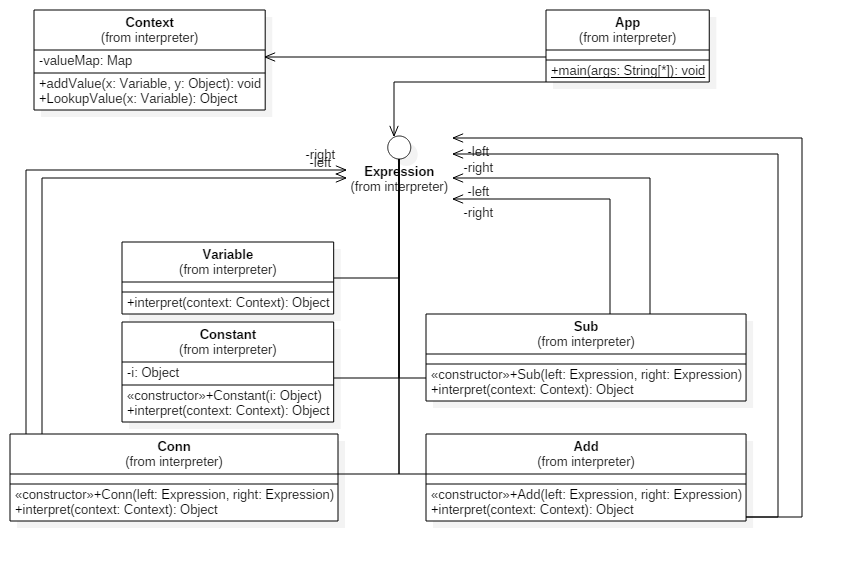 Context
(from interpreter)
-valueMap: Map
+addValue(x: Variable, y: Object): void
+LookupValue(x: Variable): Object
App
(from interpreter)
+main(args: String[*]): void
-right
-left
Expression
(from interpreter)
-left
-right
-left
-right
Variable
(from interpreter)
+interpret(context: Context): Object
Constant
(from interpreter)
-i: Object
«constructor»+Constant(i: Object)
+interpret(context: Context): Object
Sub
(from interpreter)
«constructor»+Sub(left: Expression, right: Expression)
+interpret(context: Context): Object
Conn
(from interpreter)
«constructor»+Conn(left: Expression, right: Expression)
+interpret(context: Context): Object
Add
(from interpreter)
«constructor»+Add(left: Expression, right: Expression)
+interpret(context: Context): Object